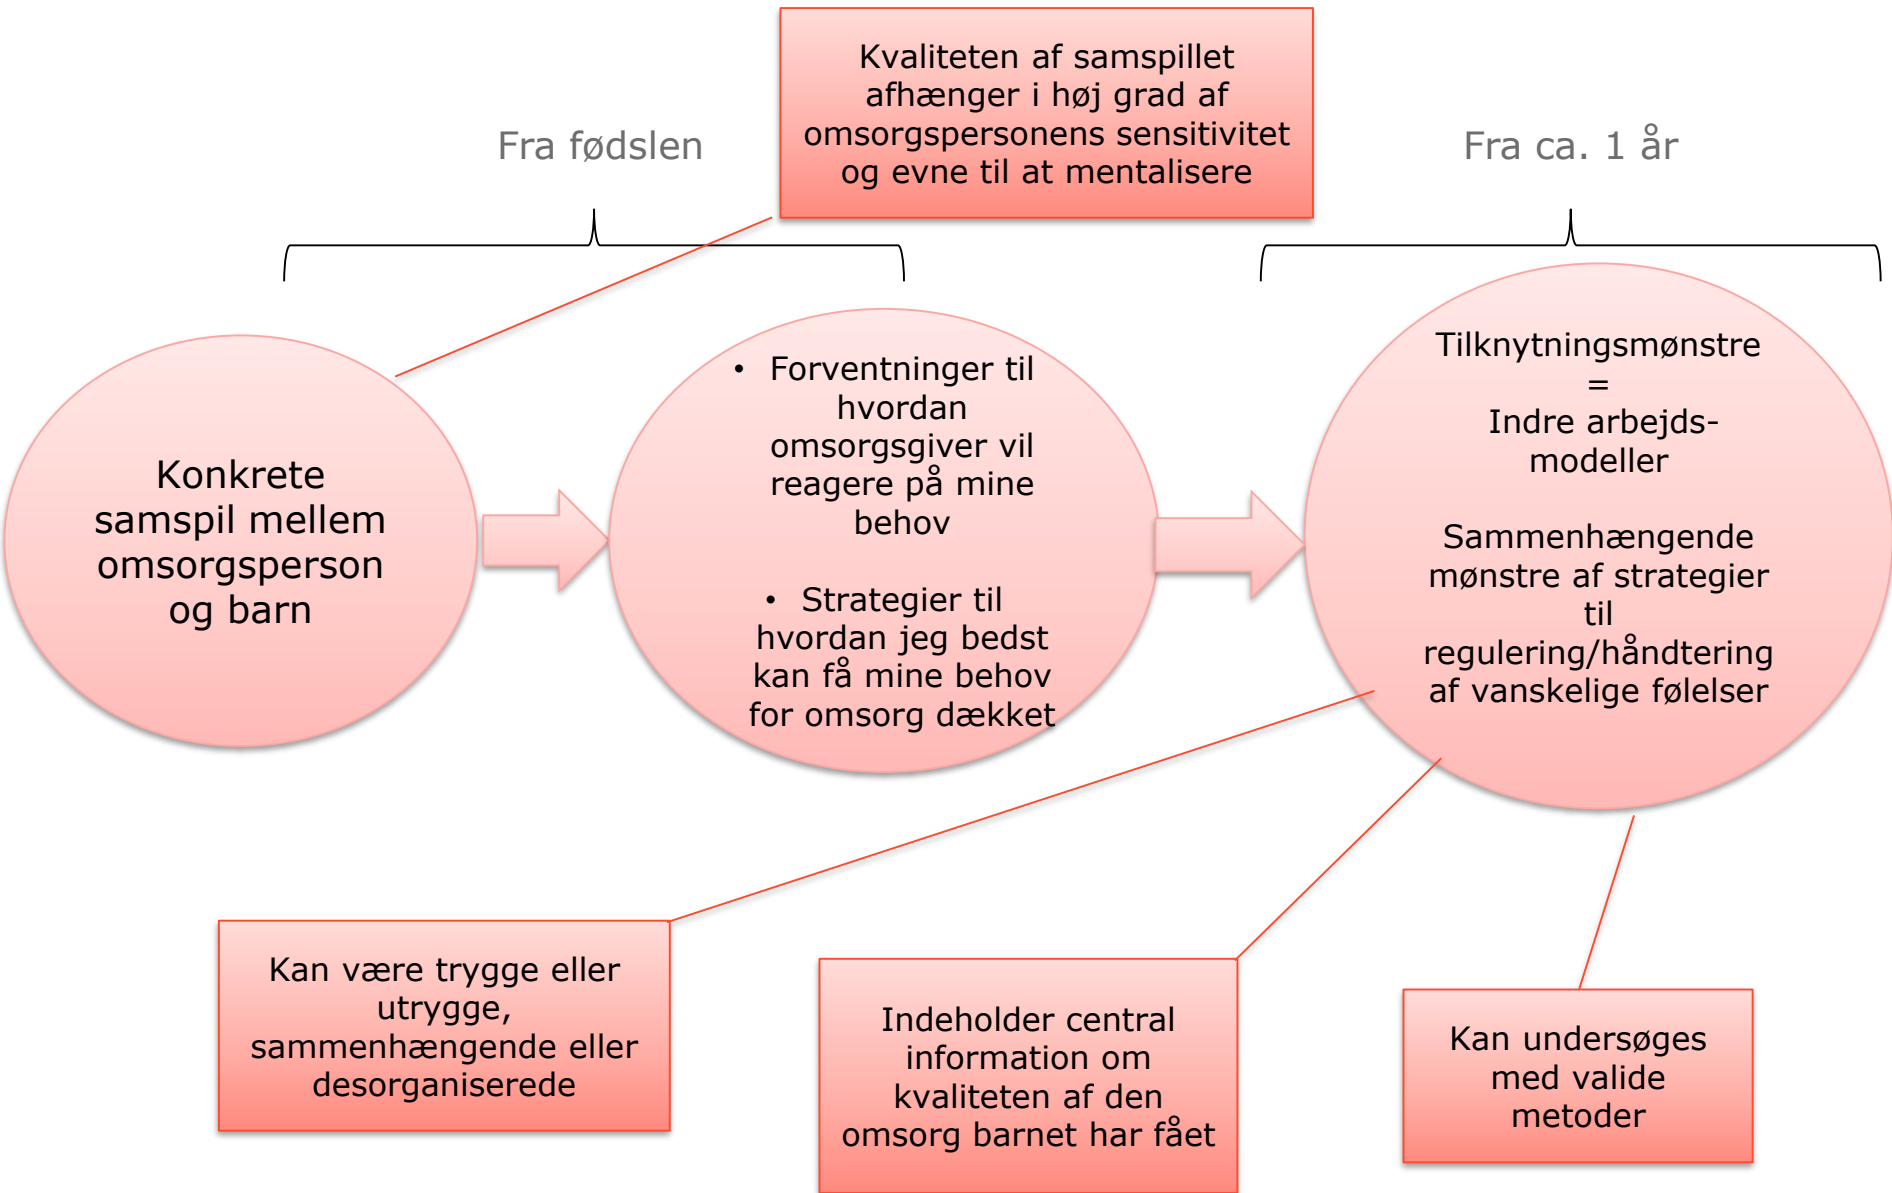 Kvaliteten af samspillet
afhænger i høj grad af
omsorgspersonens sensitivitet
og evne til at mentalisere
Fra fødslen
Fra ca. 1 år
Konkrete
samspil mellem
omsorgsperson
og barn
• Forventninger til
hvordan
omsorgsgiver vil
reagere på mine
behov
• Strategier til
hvordan jeg bedst
kan få mine behov
for omsorg dækket
Tilknytningsmønstre
=
Indre arbejds-
modeller
Sammenhængende
mønstre af strategier
til
regulering/håndtering
af vanskelige følelser
Kan være trygge eller
utrygge,
sammenhængende eller
desorganiserede
Indeholder central
information om
kvaliteten af den
omsorg barnet har fået
Kan undersøges
med valide
metoder